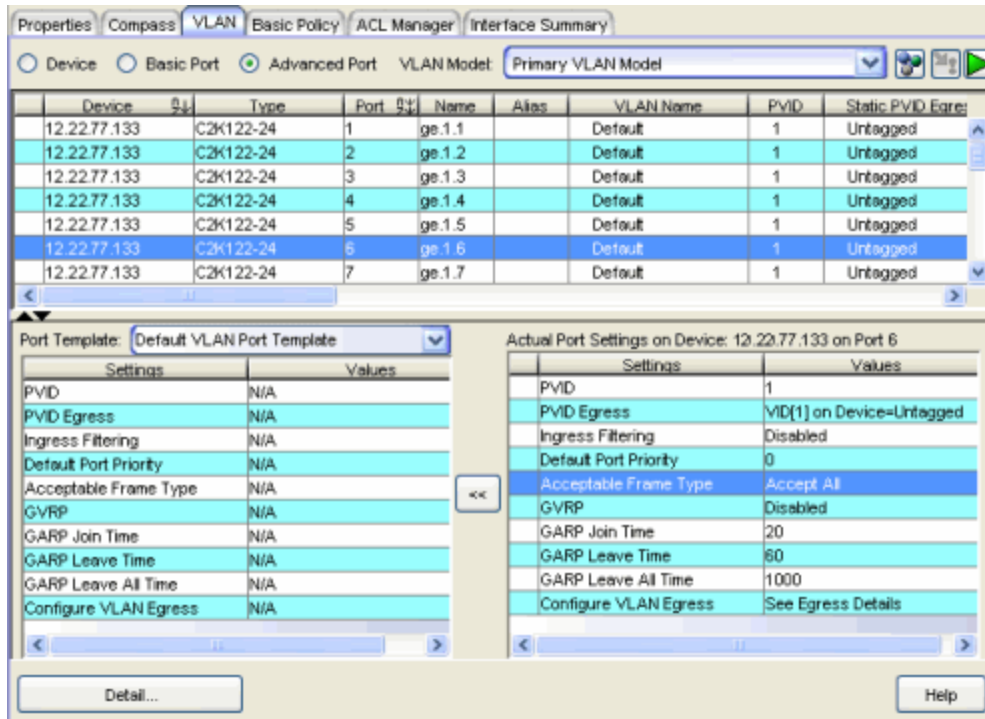 Properties Compass VLAN Basic Policy ACL Manager Interface Summary
Device Basic Port Advanced Port VLAN Model: Primary VLAN Model
Device Type Port Name Alias VLAN Name PVID Static PVID Egres
12.22.77.133 C2K122-24 1 ge.1.1 Default 1 Untagged
12.22.77.133 C2K122-24 2 ge.1.2 Default 1 Untagged
12.22.77.133 C2K122-24 3 ge.1.3 Default 1 Untagged
12.22.77.133 C2K122-24 4 ge.1.4 Default 1 Untagged
12.22.77.133 C2K122-24 5 ge.1.5 Default 1 Untagged
12.22.77.133 C2K122-24 6 ge.1.6 Default 1 Untagged
12.22.77.133 C2K122-24 7 ge.1.7 Default 1 Untagged
Port Template: Default VLAN Port Template
Settings Values
PVID N/A
PVID Egress N/A
Ingress Filtering N/A
Default Port Priority N/A
Acceptable Frame Type N/A
GVRP N/A
GARP Join Time N/A
GARP Leave Time N/A
GARP Leave All Time N/A
Configure VLAN Egress N/A
<<
Actual Port Settings on Device: 12.22.77.133 on Port 6
Settings Values
PVID 1
PVID Egress VID[1] on Device=Untagged
Ingress Filtering Disabled
Default Port Priority 0
Acceptable Frame Type Accept All
GVRP Disabled
GARP Join Time 20
GARP Leave Time 60
GARP Leave All Time 1000
Configure VLAN Egress See Egress Details
Detail... Help